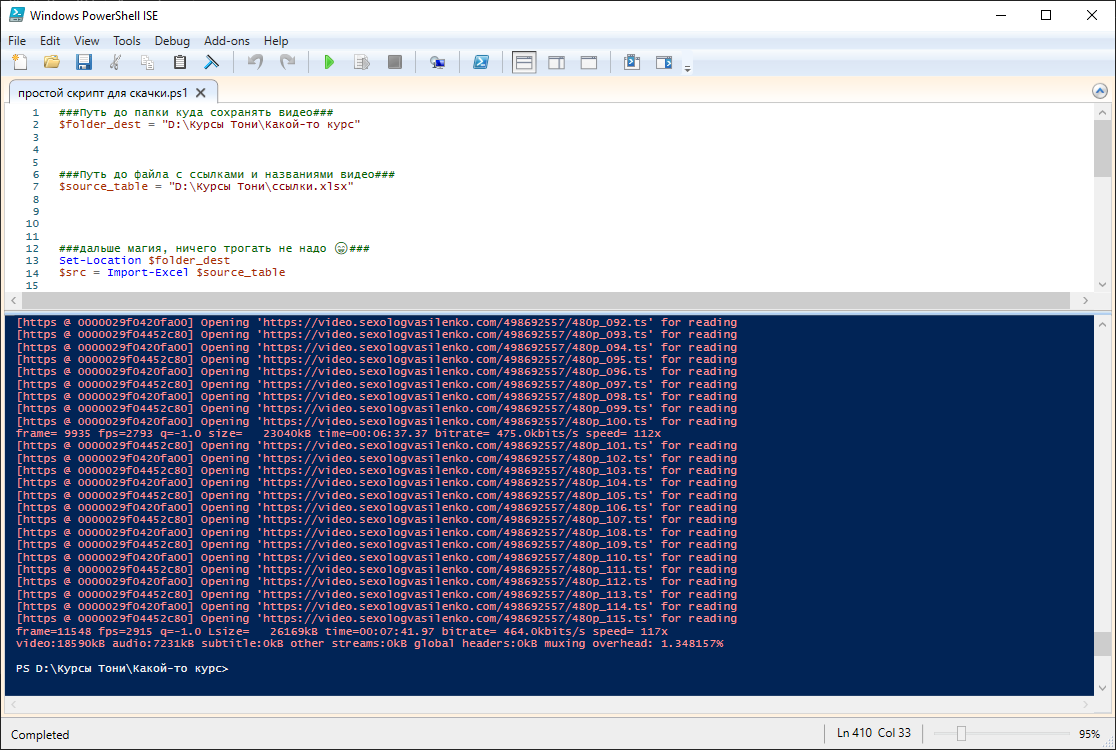 Windows PowerShell ISE
File Edit View Tools Debug Add-ons Help
простой скрипт для скачки.ps1
1 ###Путь до папки куда сохранять видео###
2 $folder_dest = "D:\Курсы Тони\Какой-то курс"
3
4
5
6 ###Путь до файла с ссылками и названиями видео###
7 $source_table = "D:\Курсы Тони\ссылки.xlsx"
8
9
10
11
12 ###дальше магия, ничего трогать не надо 😄###
13 Set-Location $folder_dest
14 $src = Import-Excel $source_table
15
[https @ 0000029f0420fa00] Opening 'https://video.sexologvasilenko.com/498692557/480p_092.ts' for reading
[https @ 0000029f04452c80] Opening 'https://video.sexologvasilenko.com/498692557/480p_093.ts' for reading
[https @ 0000029f0420fa00] Opening 'https://video.sexologvasilenko.com/498692557/480p_094.ts' for reading
[https @ 0000029f04452c80] Opening 'https://video.sexologvasilenko.com/498692557/480p_095.ts' for reading
[https @ 0000029f0420fa00] Opening 'https://video.sexologvasilenko.com/498692557/480p_096.ts' for reading
[https @ 0000029f04452c80] Opening 'https://video.sexologvasilenko.com/498692557/480p_097.ts' for reading
[https @ 0000029f0420fa00] Opening 'https://video.sexologvasilenko.com/498692557/480p_098.ts' for reading
[https @ 0000029f04452c80] Opening 'https://video.sexologvasilenko.com/498692557/480p_099.ts' for reading
[https @ 0000029f0420fa00] Opening 'https://video.sexologvasilenko.com/498692557/480p_100.ts' for reading
frame= 9935 fps=2793 q=-1.0 size=   23040kB time=00:06:37.37 bitrate= 475.0kbits/s speed= 112x
[https @ 0000029f04452c80] Opening 'https://video.sexologvasilenko.com/498692557/480p_101.ts' for reading
[https @ 0000029f0420fa00] Opening 'https://video.sexologvasilenko.com/498692557/480p_102.ts' for reading
[https @ 0000029f04452c80] Opening 'https://video.sexologvasilenko.com/498692557/480p_103.ts' for reading
[https @ 0000029f0420fa00] Opening 'https://video.sexologvasilenko.com/498692557/480p_104.ts' for reading
[https @ 0000029f04452c80] Opening 'https://video.sexologvasilenko.com/498692557/480p_105.ts' for reading
[https @ 0000029f0420fa00] Opening 'https://video.sexologvasilenko.com/498692557/480p_106.ts' for reading
[https @ 0000029f04452c80] Opening 'https://video.sexologvasilenko.com/498692557/480p_107.ts' for reading
[https @ 0000029f0420fa00] Opening 'https://video.sexologvasilenko.com/498692557/480p_108.ts' for reading
[https @ 0000029f04452c80] Opening 'https://video.sexologvasilenko.com/498692557/480p_109.ts' for reading
[https @ 0000029f0420fa00] Opening 'https://video.sexologvasilenko.com/498692557/480p_110.ts' for reading
[https @ 0000029f04452c80] Opening 'https://video.sexologvasilenko.com/498692557/480p_111.ts' for reading
[https @ 0000029f0420fa00] Opening 'https://video.sexologvasilenko.com/498692557/480p_112.ts' for reading
[https @ 0000029f04452c80] Opening 'https://video.sexologvasilenko.com/498692557/480p_113.ts' for reading
[https @ 0000029f0420fa00] Opening 'https://video.sexologvasilenko.com/498692557/480p_114.ts' for reading
[https @ 0000029f04452c80] Opening 'https://video.sexologvasilenko.com/498692557/480p_115.ts' for reading
frame=11548 fps=2915 q=-1.0 Lsize=   26169kB time=00:07:41.97 bitrate= 464.0kbits/s speed= 117x
video:18590kB audio:7231kB subtitle:0kB other streams:0kB global headers:0kB muxing overhead: 1.348157%
PS D:\Курсы Тони\Какой-то курс>
Completed Ln 410 Col 33 95%